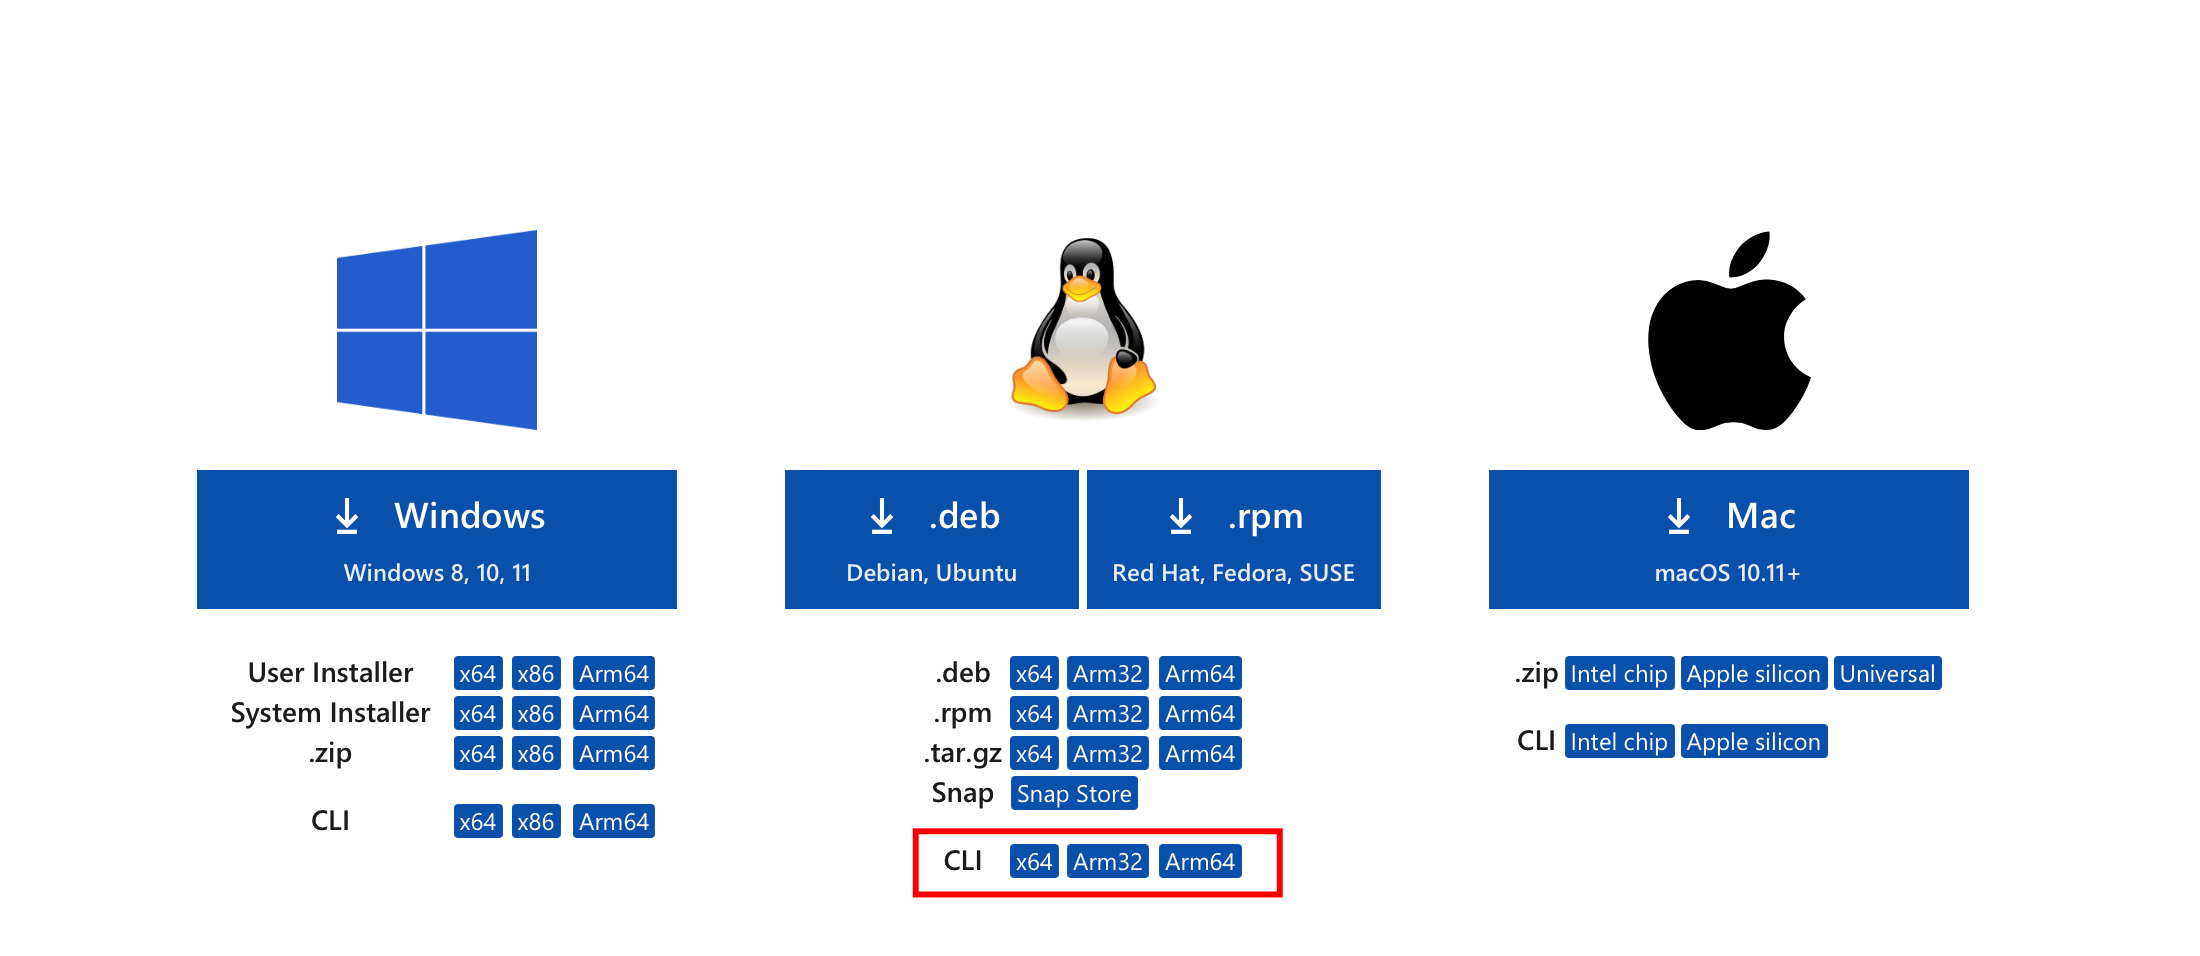 Windows
Windows 8, 10, 11
User Installer x64 x86 Arm64
System Installer x64 x86 Arm64
.zip x64 x86 Arm64
CLI x64 x86 Arm64
.deb
Debian, Ubuntu
.rpm
Red Hat, Fedora, SUSE
.deb x64 Arm32 Arm64
.rpm x64 Arm32 Arm64
.tar.gz x64 Arm32 Arm64
Snap Snap Store
CLI x64 Arm32 Arm64
Mac
macOS 10.11+
.zip Intel chip Apple silicon Universal
CLI Intel chip Apple silicon